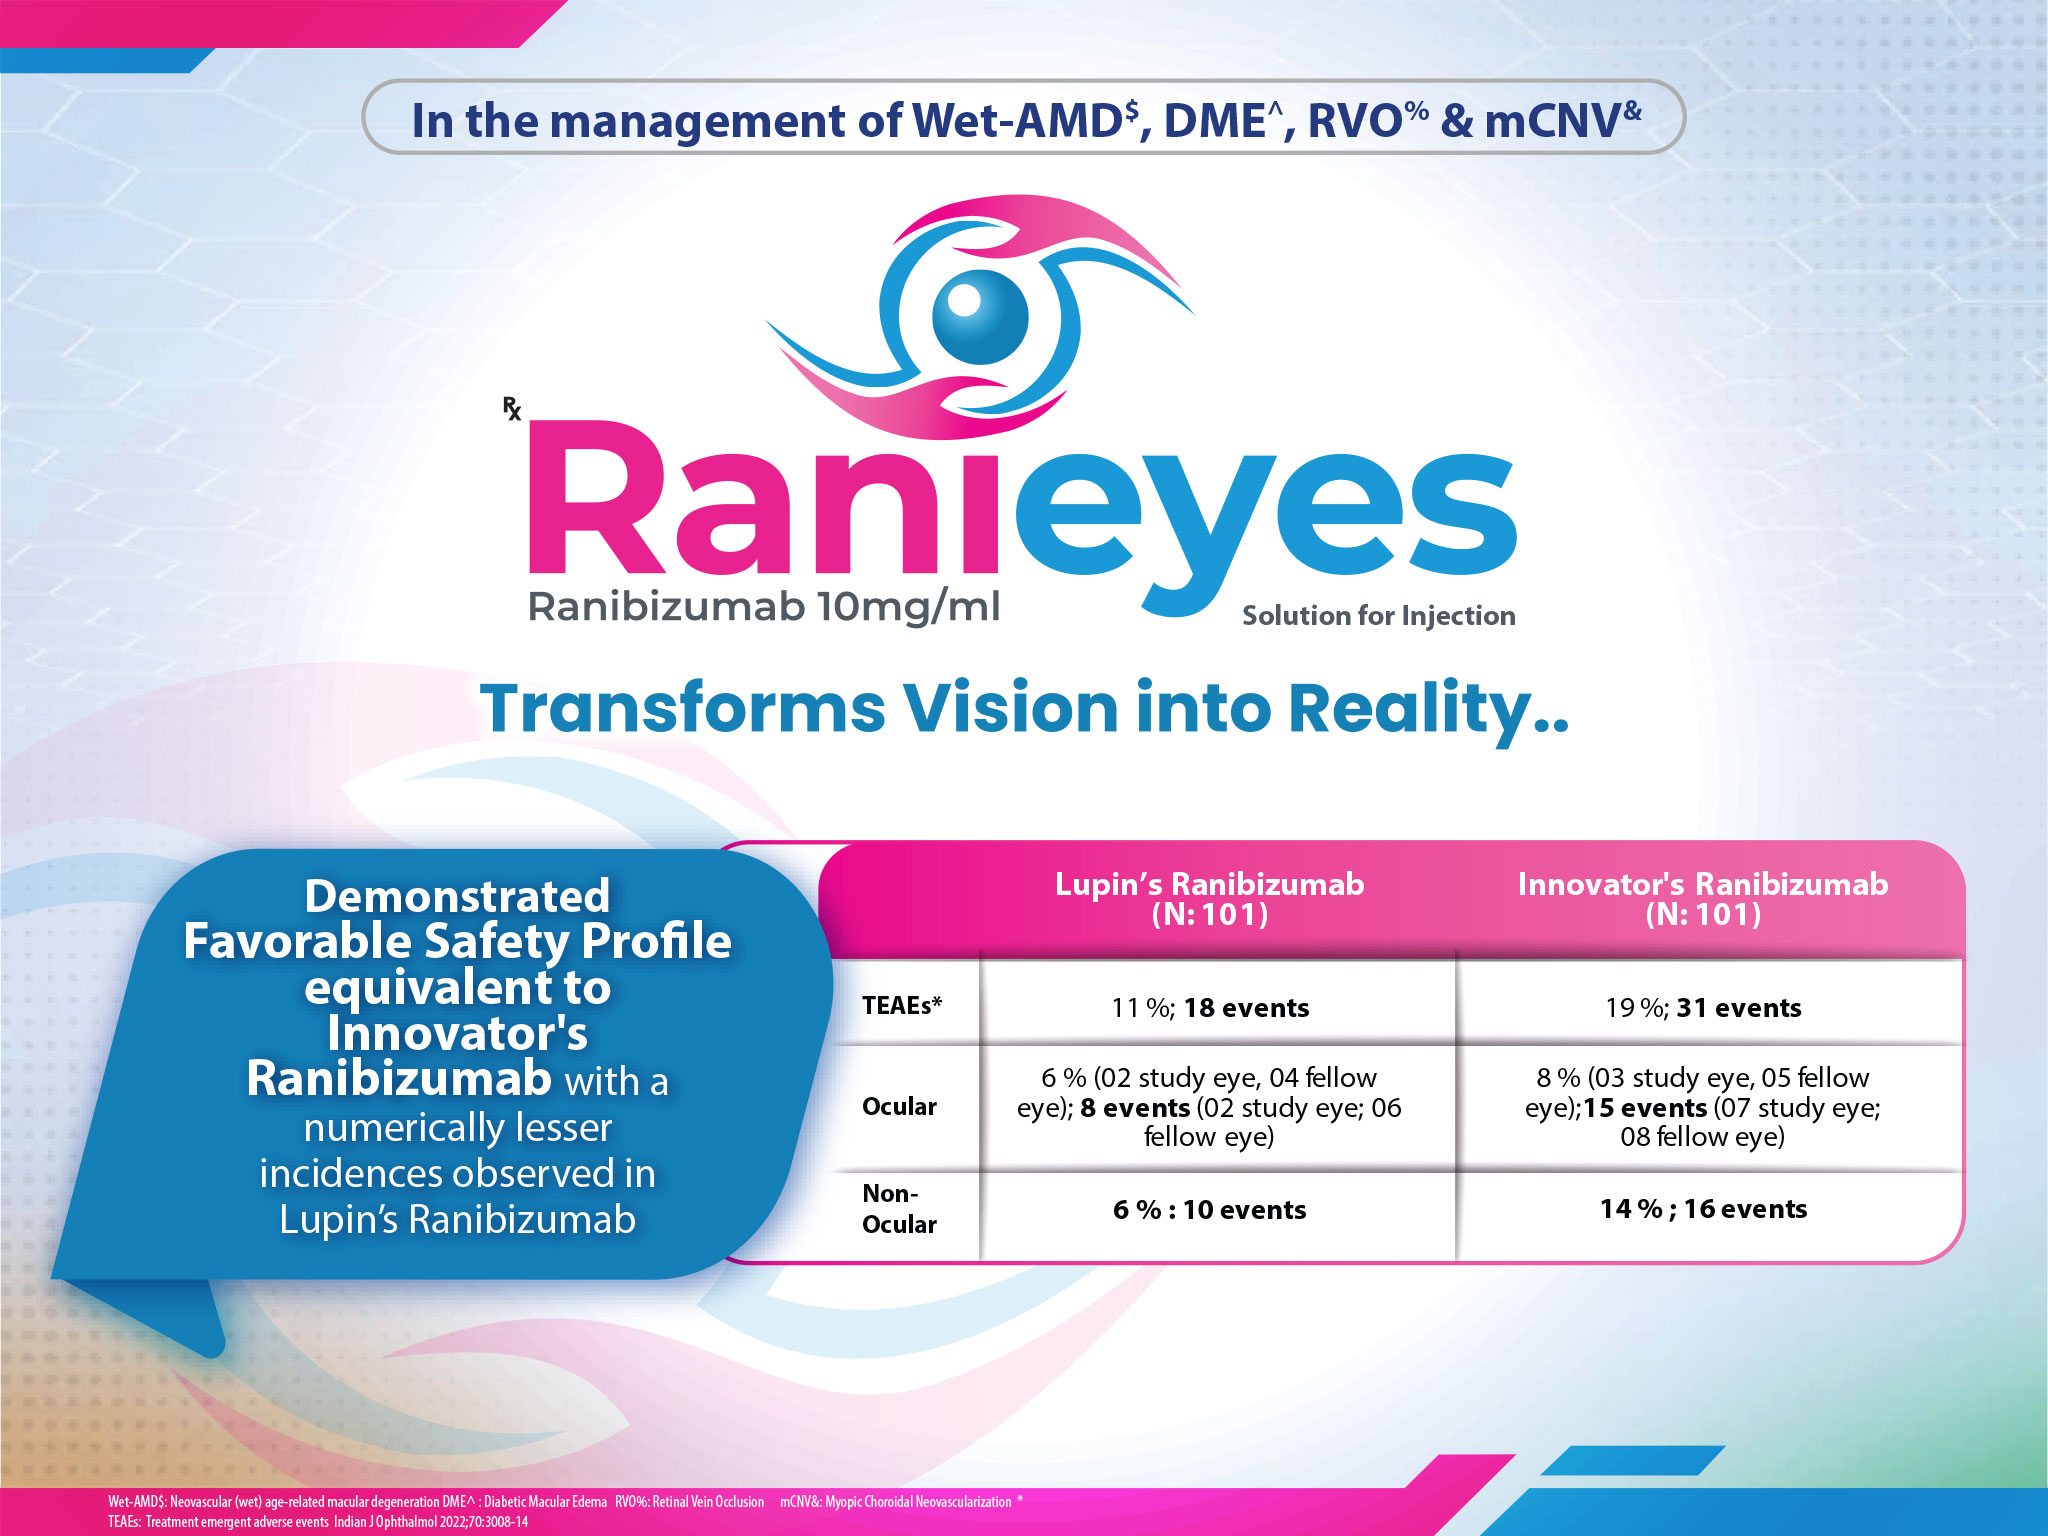 In the management of Wet-AMD$, DME^, RVO% & mCNV&
Rx
Ranieyes
Ranibizumab 10mg/ml
Solution for Injection
Transforms Vision into Reality..
Demonstrated
Favorable Safety Profile
equivalent to
Innovator's
Ranibizumab with a
numerically lesser
incidences observed in
Lupin’s Ranibizumab
Lupin’s Ranibizumab
(N: 101)
Innovator's Ranibizumab
(N: 101)
TEAEs*
11 %; 18 events
19 %; 31 events
Ocular
6 % (02 study eye, 04 fellow
eye); 8 events (02 study eye; 06
fellow eye)
8 % (03 study eye, 05 fellow
eye);15 events (07 study eye;
08 fellow eye)
Non-
Ocular
6 % : 10 events
14 % ; 16 events
Wet-AMD$: Neovascular (wet) age-related macular degeneration DME^ : Diabetic Macular Edema RVO%: Retinal Vein Occlusion mCNV&: Myopic Choroidal Neovascularization *
TEAEs: Treatment emergent adverse events Indian J Ophthalmol 2022;70:3008-14